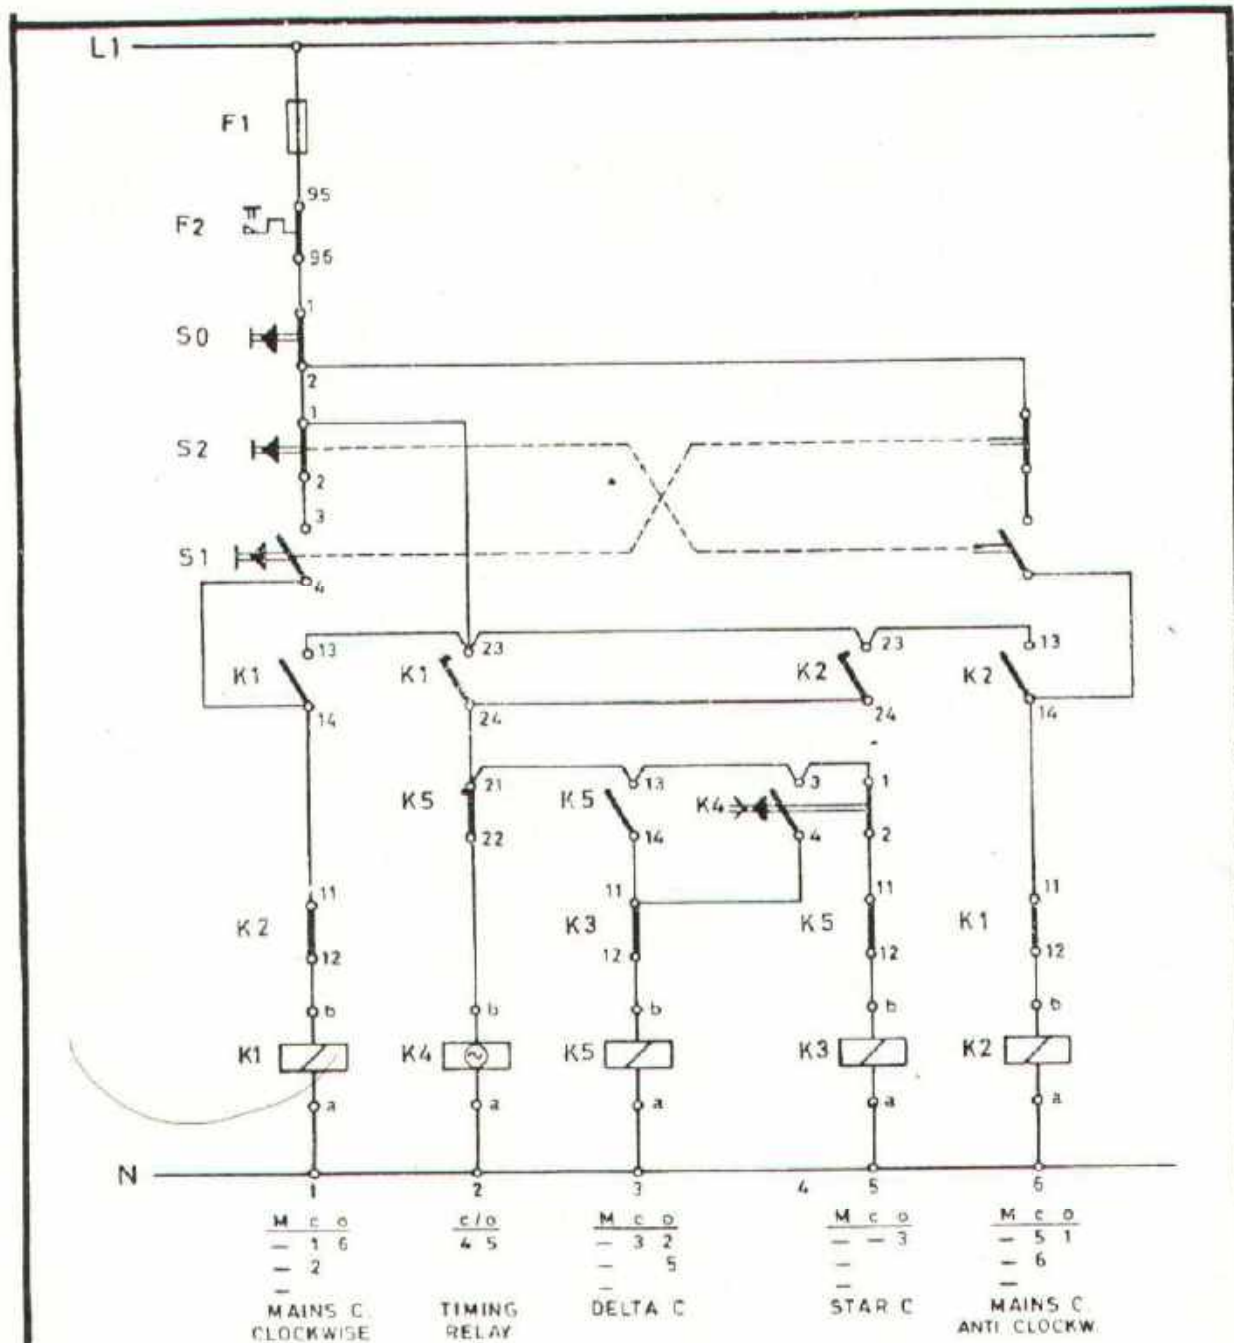 L1
F1
95
F2
96
1
S0
2
1
S2
2
3
S1
4
13 23 23 13
K1 K1 K2 K2
14 24 24 14
21 13 3 1
K5 K5 K4
22 14 4 2
11 11 11 11
K2 K3 K5 K1
12 12 12 12
b b b b b
K1 K4 ~ K5 K3 K2
a a a a a
N
1 2 3 4 5 6
M c o c/o M c o M c o M c o
– 1 6 4 5 – 3 2 – – 3 – 5 1
– 2 – 5 – – 6
– – – –
MAINS C. TIMING DELTA C STAR C MAINS C.
CLOCKWISE RELAY ANTI CLOCKW.